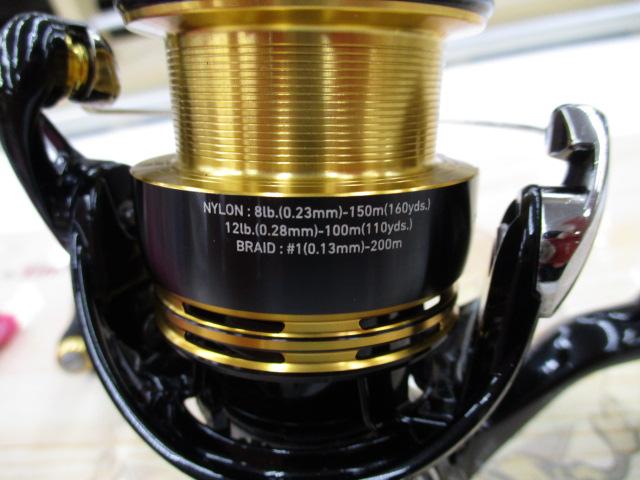 NYLON : 8lb.(0.23mm)-150m(160yds.)
12lb.(0.28mm)-100m(110yds.)
BRAID : #1(0.13mm)-200m